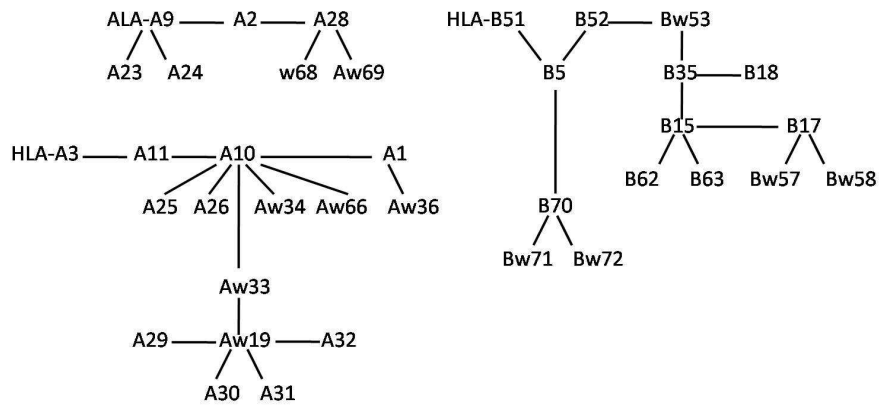 ALA-A9 A2 A28
A23 A24 w68 Aw69
HLA-A3 A11 A10 A1
A25 A26 Aw34 Aw66 Aw36
Aw33
A29 Aw19 A32
A30 A31
HLA-B51 B52 Bw53
B5 B35 B18
B15 B17
B62 B63 Bw57 Bw58
B70
Bw71 Bw72